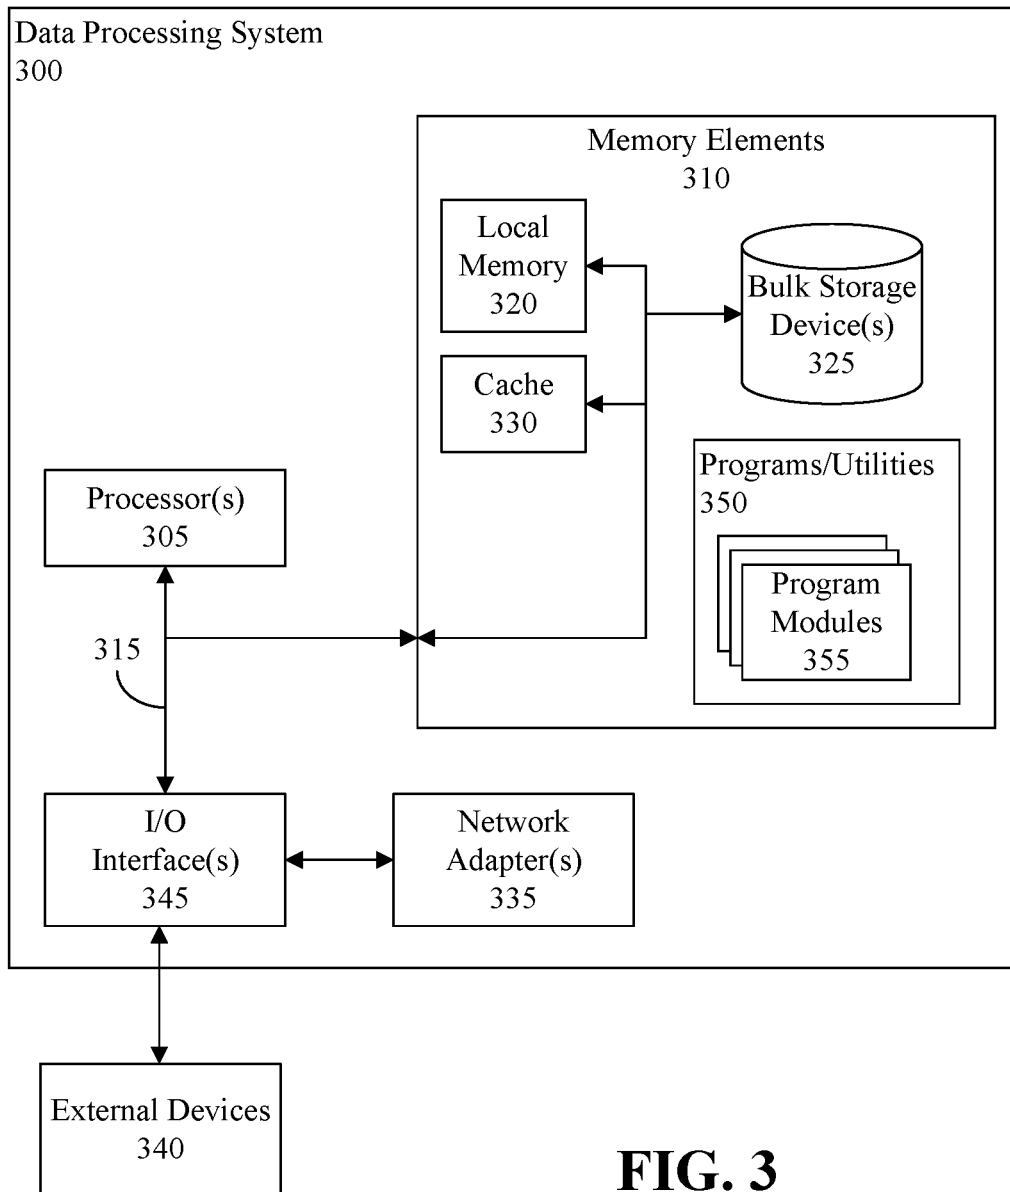 Data Processing System
300
Memory Elements
310
Local
Memory
320
Bulk Storage
Device(s)
325
Cache
330
Programs/Utilities
350
Program
Modules
355
Processor(s)
305
315
I/O
Interface(s)
345
Network
Adapter(s)
335
External Devices
340
FIG. 3